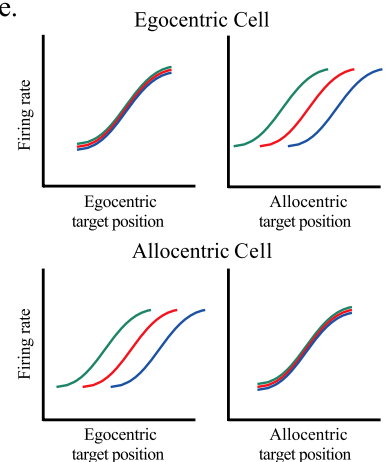 e.
Egocentric Cell
Firing rate
Egocentric
target position
Allocentric
target position
Allocentric Cell
Firing rate
Egocentric
target position
Allocentric
target position